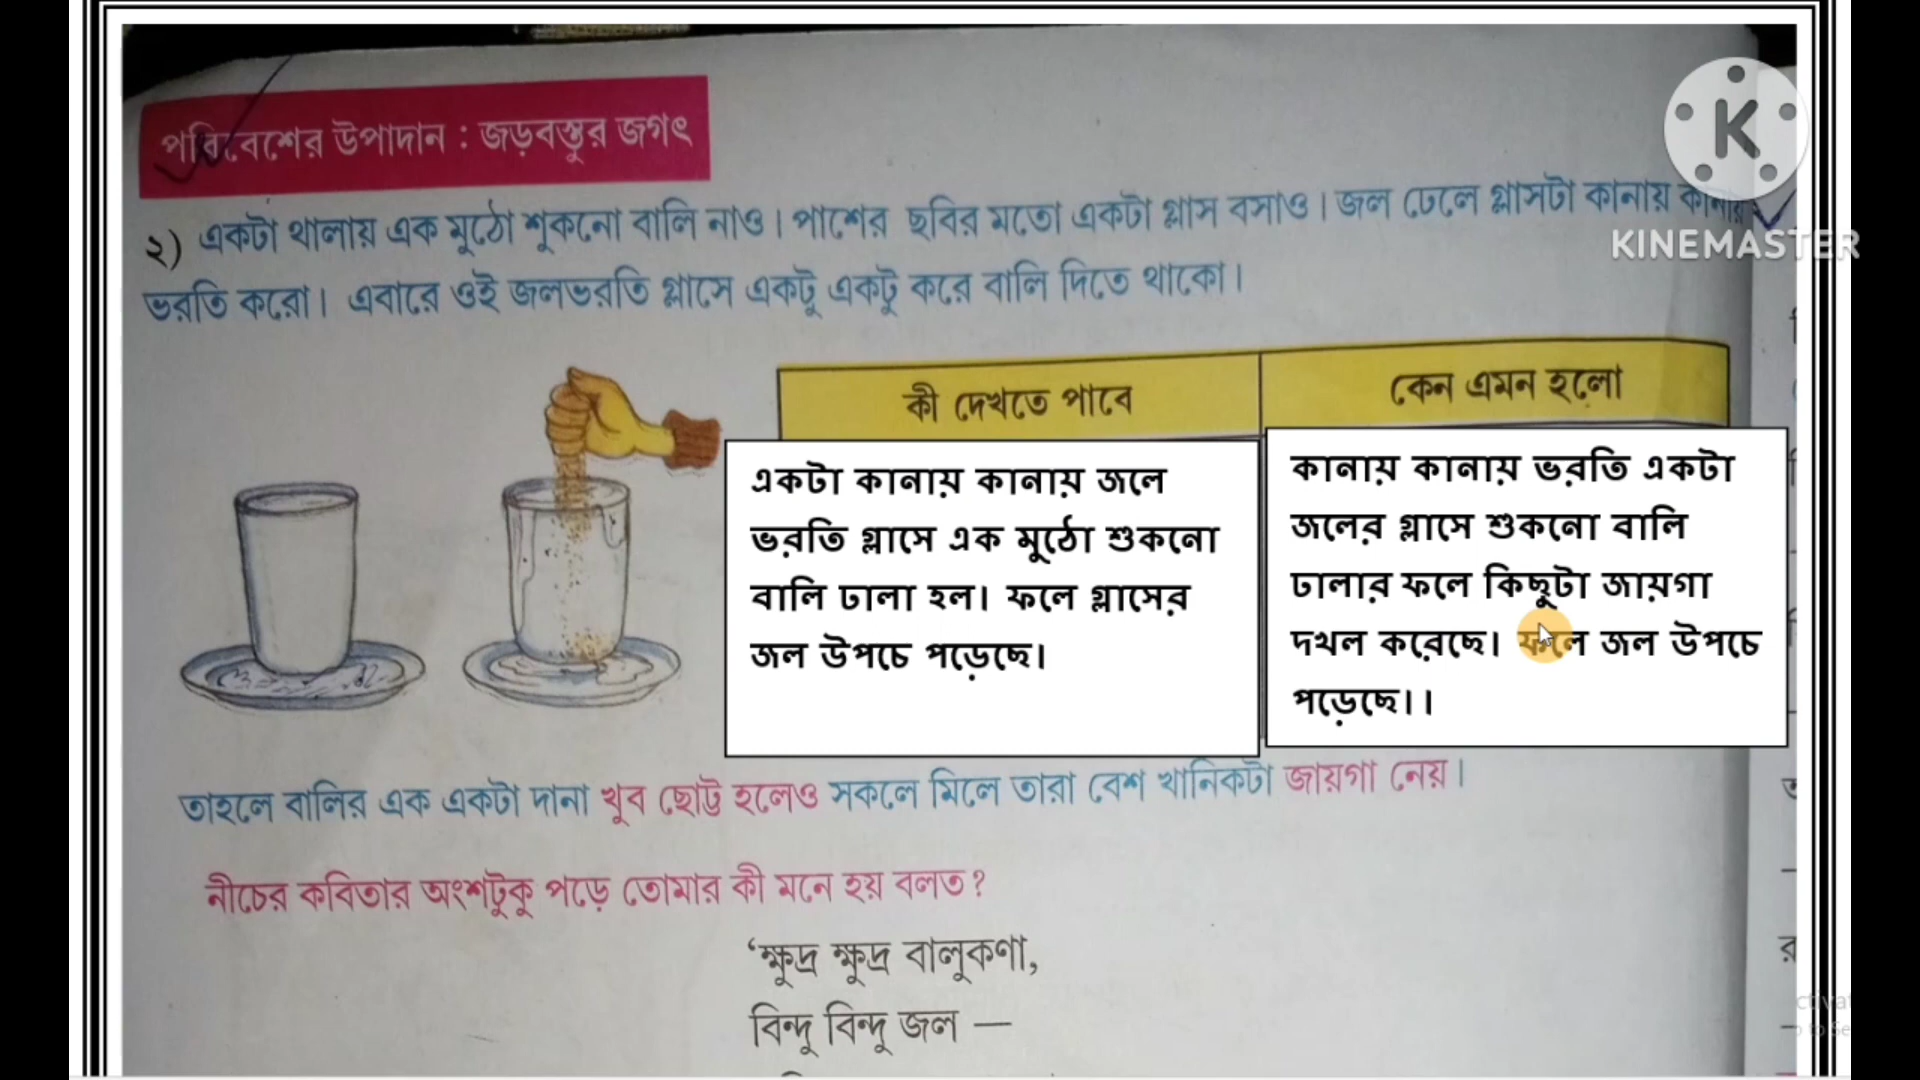 পরিবেশের উপাদান : জড়বস্তুর জগৎ
KINEMASTER
২) একটা থালায় এক মুঠো শুকনো বালি নাও। পাশের ছবির মতো একটা গ্লাস বসাও। জল ঢেলে গ্লাসটা কানায় কানায়
ভরতি করো। এবারে ওই জলভরতি গ্লাসে একটু একটু করে বালি দিতে থাকো।
কী দেখতে পাবে
কেন এমন হলো
একটা কানায় কানায় জলে
ভরতি গ্লাসে এক মুঠো শুকনো
বালি ঢালা হল। ফলে গ্লাসের
জল উপচে পড়েছে।
কানায় কানায় ভরতি একটা
জলের গ্লাসে শুকনো বালি
ঢালার ফলে কিছুটা জায়গা
দখল করেছে। ফলে জল উপচে
পড়েছে।।
তাহলে বালির এক একটা দানা খুব ছোট্ট হলেও সকলে মিলে তারা বেশ খানিকটা জায়গা নেয়।
নীচের কবিতার অংশটুকু পড়ে তোমার কী মনে হয় বলত?
‘ক্ষুদ্র ক্ষুদ্র বালুকণা,
বিন্দু বিন্দু জল —